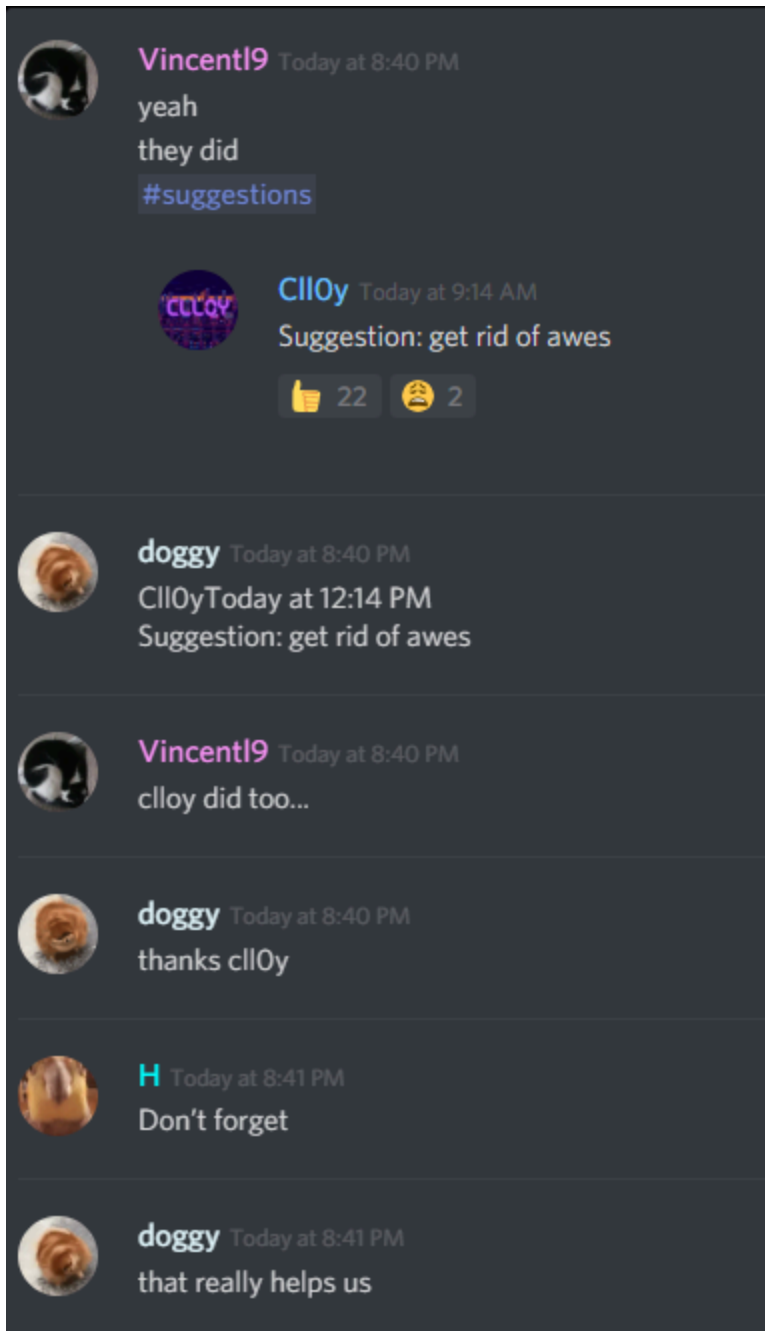 Vincentl9 Today at 8:40 PM
yeah
they did
#suggestions
CLLOY
Cll0y Today at 9:14 AM
Suggestion: get rid of awes
22 2
doggy Today at 8:40 PM
Cll0yToday at 12:14 PM
Suggestion: get rid of awes
Vincentl9 Today at 8:40 PM
clloy did too...
doggy Today at 8:40 PM
thanks cll0y
H Today at 8:41 PM
Don't forget
doggy Today at 8:41 PM
that really helps us